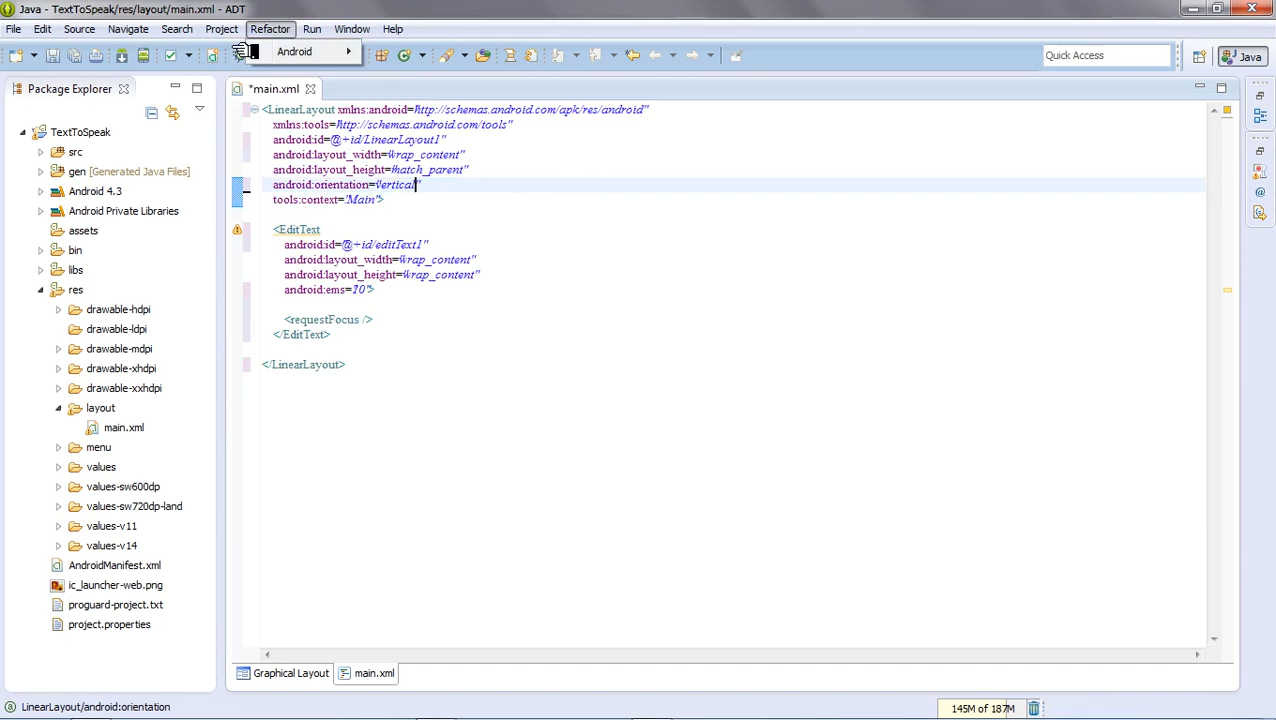 Java - TextToSpeak/res/layout/main.xml - ADT
File Edit Source Navigate Search Project Refactor Run Window Help
Android
Quick Access
Java
Package Explorer
*main.xml
TextToSpeak
src
gen [Generated Java Files]
Android 4.3
Android Private Libraries
assets
bin
libs
res
drawable-hdpi
drawable-ldpi
drawable-mdpi
drawable-xhdpi
drawable-xxhdpi
layout
main.xml
menu
values
values-sw600dp
values-sw720dp-land
values-v11
values-v14
AndroidManifest.xml
ic_launcher-web.png
proguard-project.txt
project.properties
<LinearLayout xmlns:android="http://schemas.android.com/apk/res/android"
xmlns:tools="http://schemas.android.com/tools"
android:id="@+id/LinearLayout1"
android:layout_width="wrap_content"
android:layout_height="match_parent"
android:orientation="vertical"
tools:context="Main">
<EditText
android:id="@+id/editText1"
android:layout_width="wrap_content"
android:layout_height="wrap_content"
android:ems="10">
<requestFocus />
</EditText>
</LinearLayout>
Graphical Layout main.xml
LinearLayout/android:orientation
145M of 187M